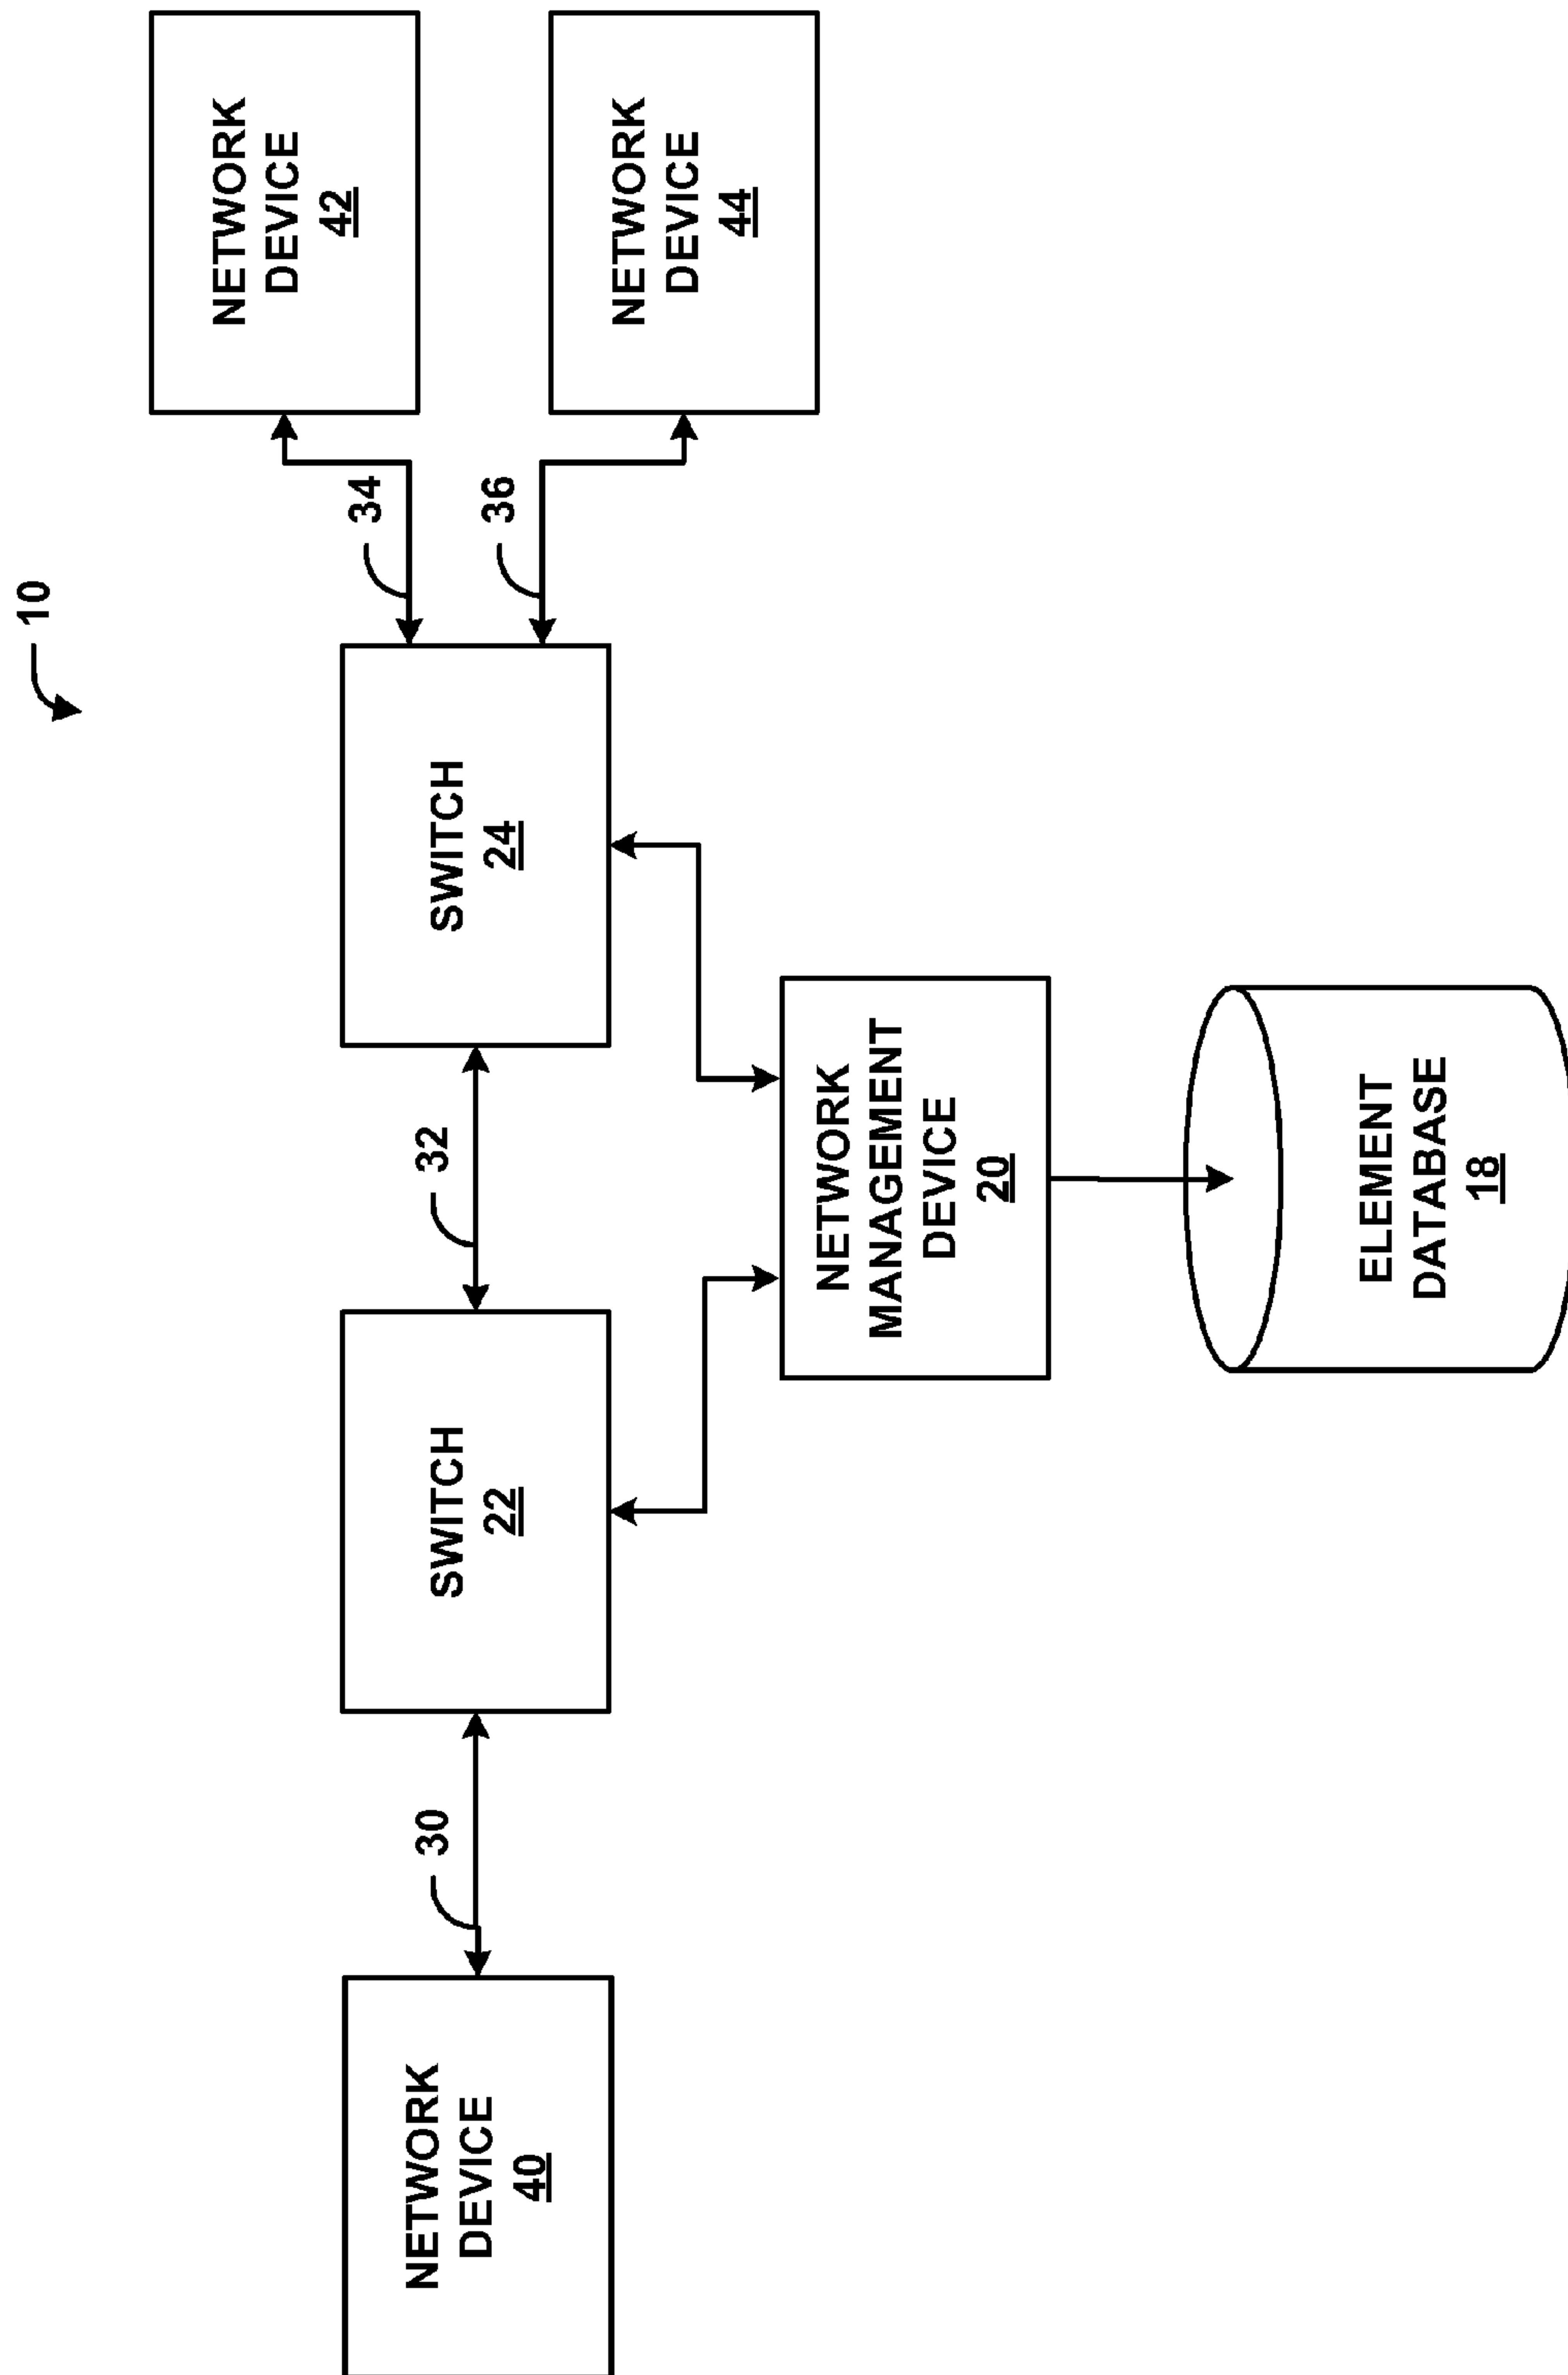 10
NETWORK
DEVICE
40
30
SWITCH
22
32
SWITCH
24
34
36
NETWORK
DEVICE
42
NETWORK
DEVICE
44
NETWORK
MANAGEMENT
DEVICE
20
ELEMENT
DATABASE
18